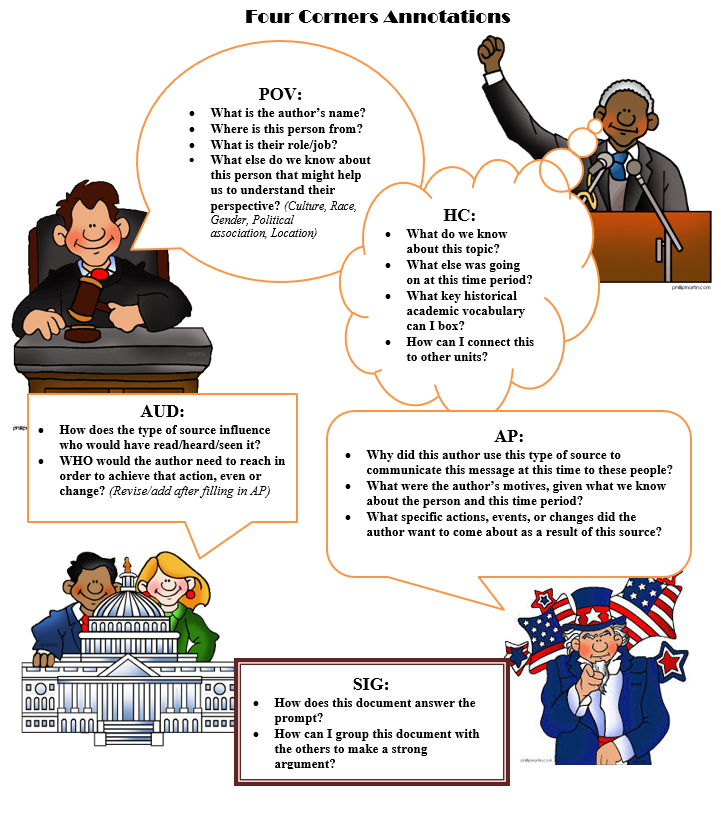 Four Corners Annotations
POV:
• What is the author's name?
• Where is this person from?
• What is their role/job?
• What else do we know about
this person that might help
us to understand their
perspective? (Culture, Race,
Gender, Political
association, Location)
HC:
• What do we know
about this topic?
• What else was going
on at this time period?
• What key historical
academic vocabulary
can I box?
• How can I connect this
to other units?
phillipmartin.com
AUD:
• How does the type of source influence
who would have read/heard/seen it?
• WHO would the author need to reach in
order to achieve that action, even or
change? (Revise/add after filling in AP)
AP:
• Why did this author use this type of source to
communicate this message at this time to these people?
• What were the author's motives, given what we know
about the person and this time period?
• What specific actions, events, or changes did the
author want to come about as a result of this source?
SIG:
• How does this document answer the
prompt?
• How can I group this document with
the others to make a strong
argument?
phillipmartin.com